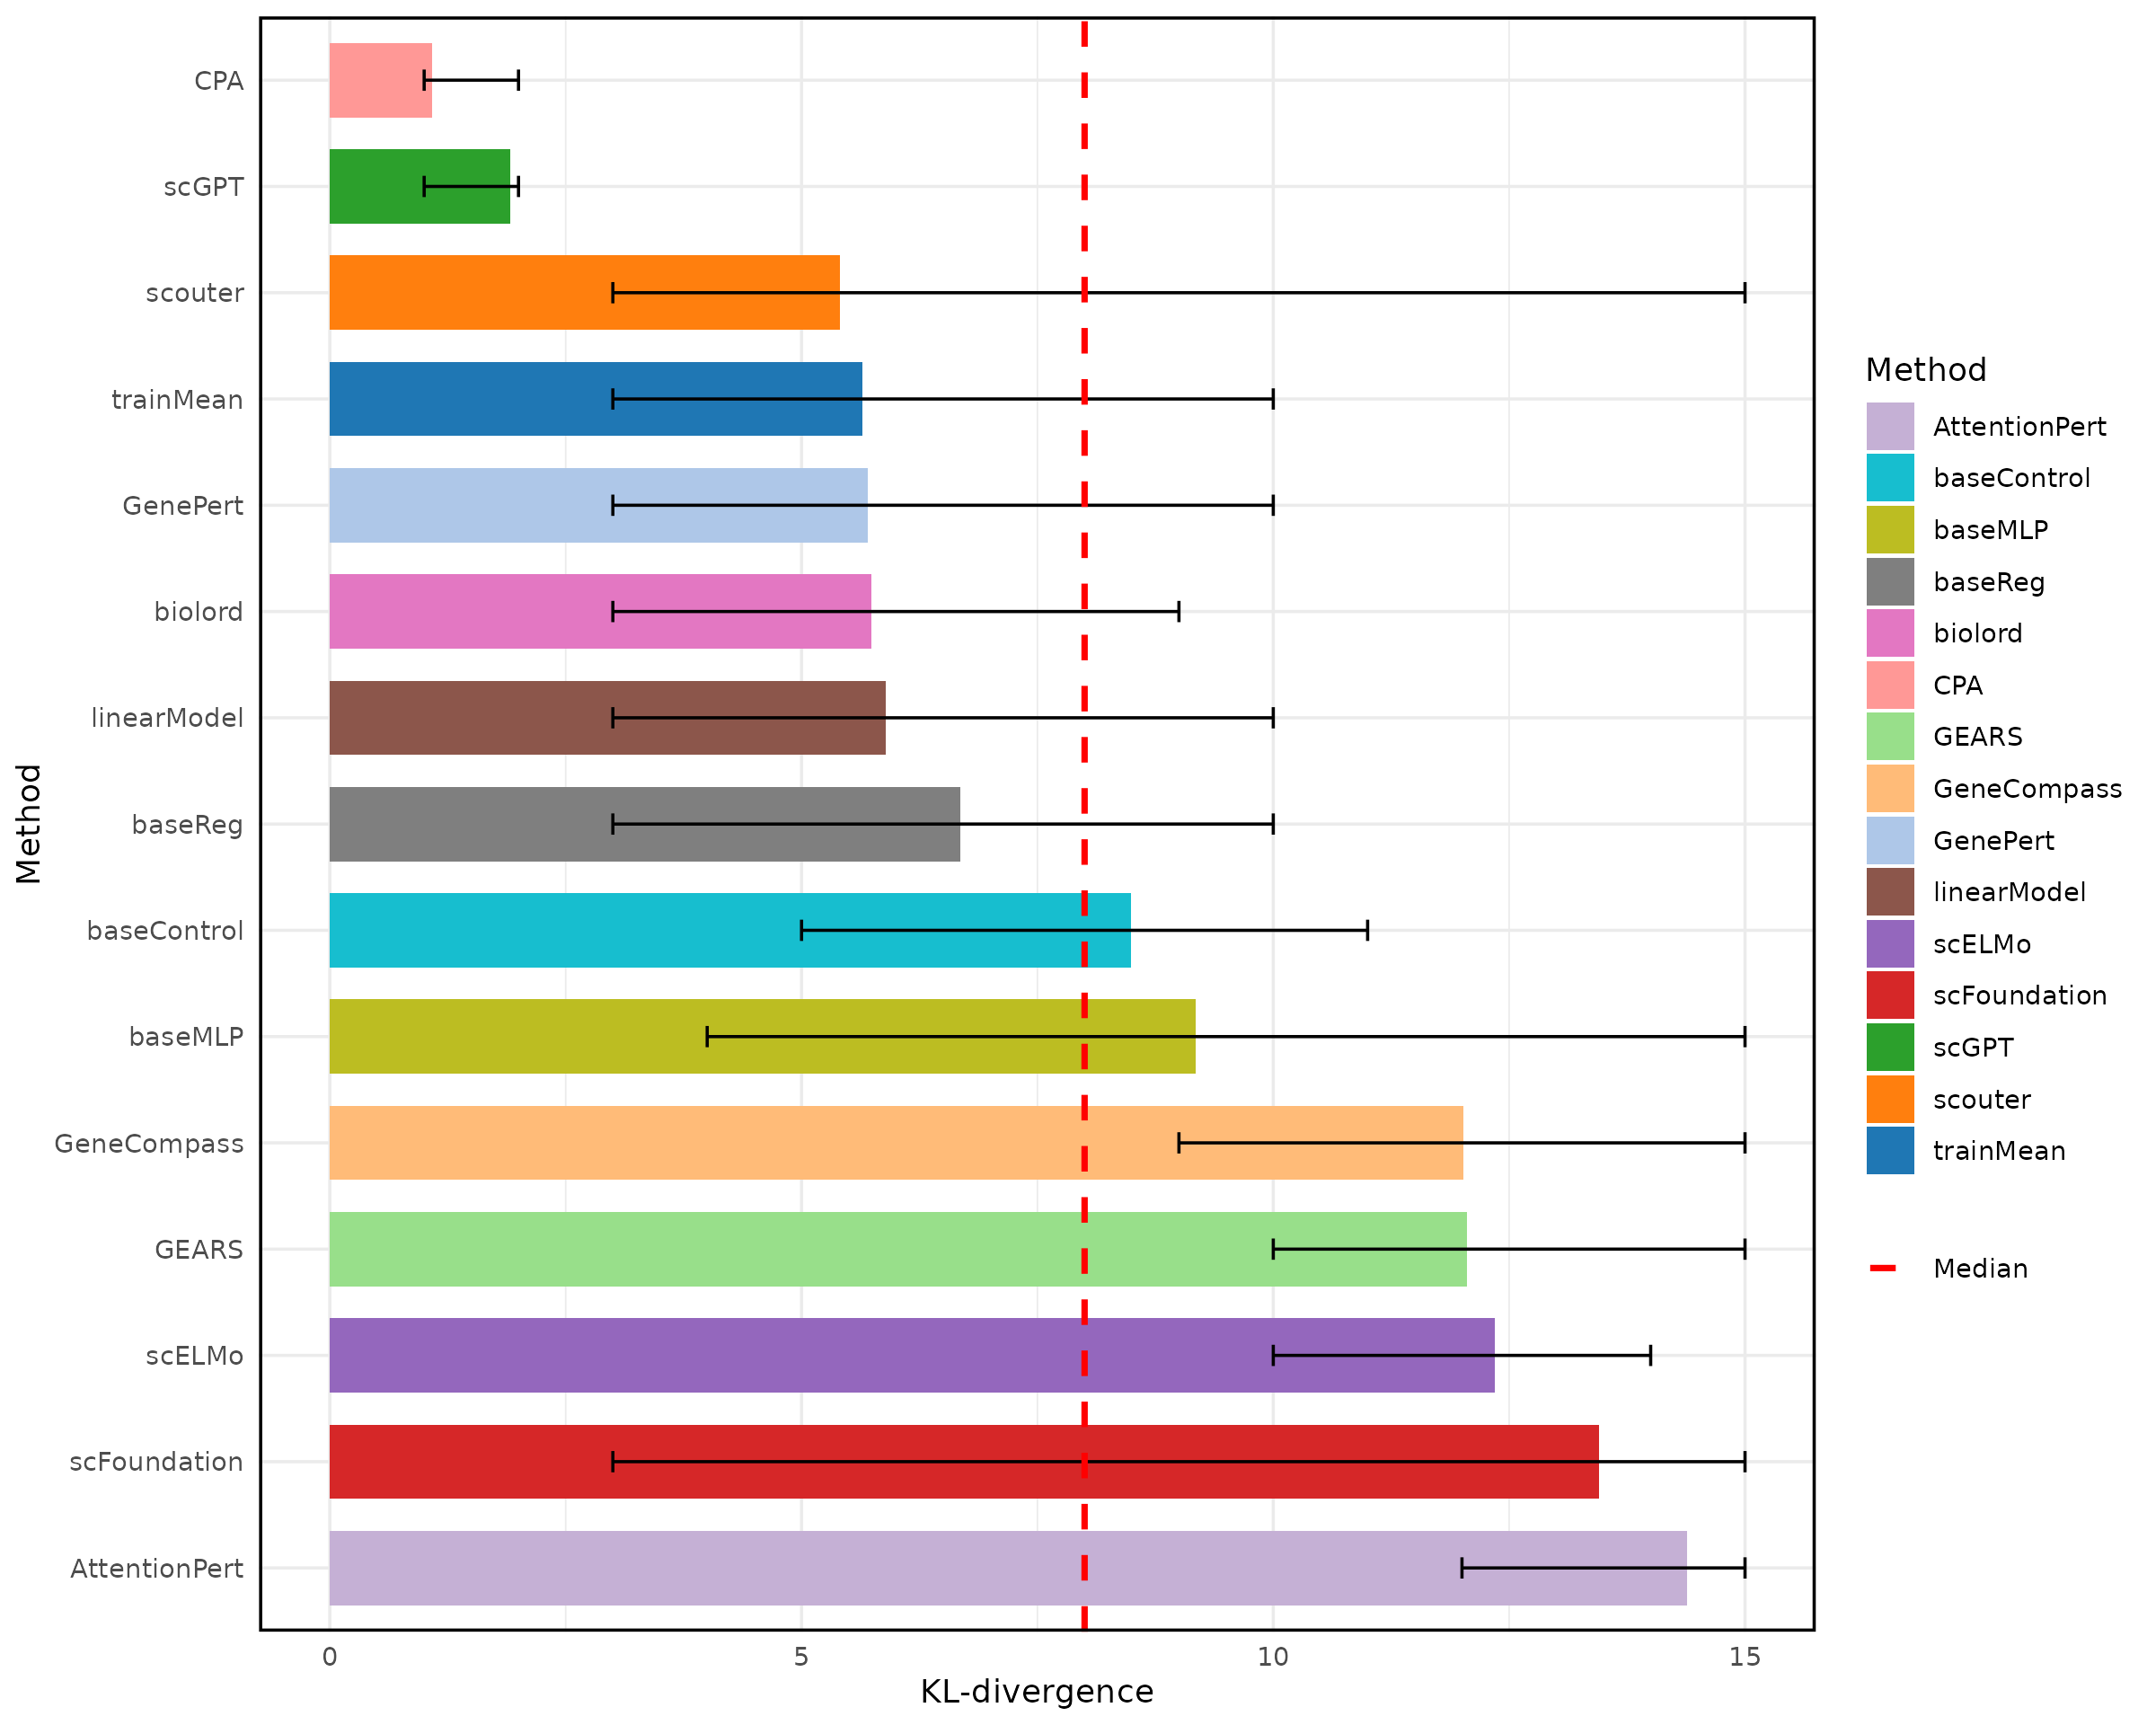 CPA
scGPT
scouter
trainMean
GenePert
biolord
linearModel
baseReg
baseControl
baseMLP
GeneCompass
GEARS
scELMo
scFoundation
AttentionPert
Method
0 5 10 15
KL-divergence
Method
AttentionPert
baseControl
baseMLP
baseReg
biolord
CPA
GEARS
GeneCompass
GenePert
linearModel
scELMo
scFoundation
scGPT
scouter
trainMean
Median